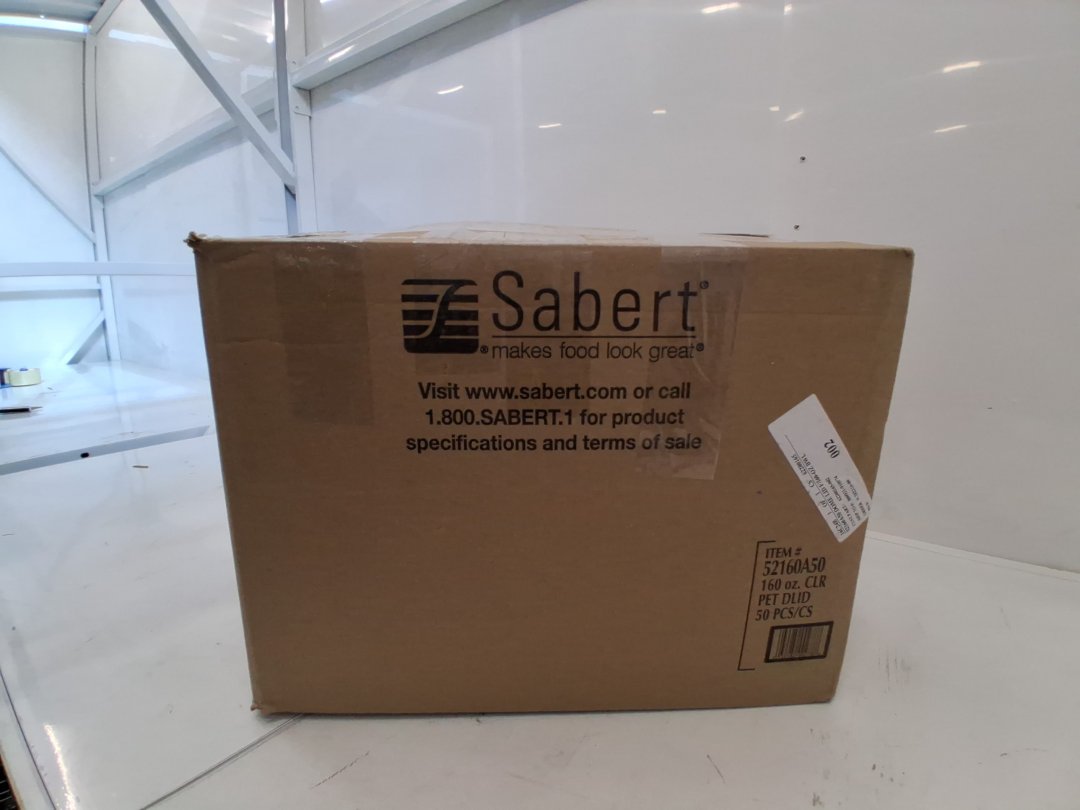 Sabert®
® makes food look great®
Visit www.sabert.com or call
1.800.SABERT.1 for product
specifications and terms of sale
002
ITEM #
52160A50
160 oz. CLR
PET DLID
50 PCS/CS